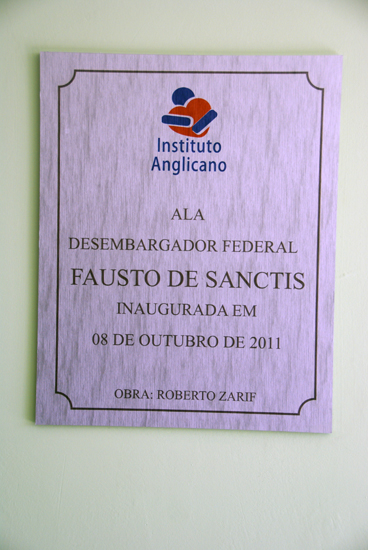 Instituto
Anglicano
ALA
DESEMBARGADOR FEDERAL
FAUSTO DE SANCTIS
INAUGURADA EM
08 DE OUTUBRO DE 2011
OBRA: ROBERTO ZARIF